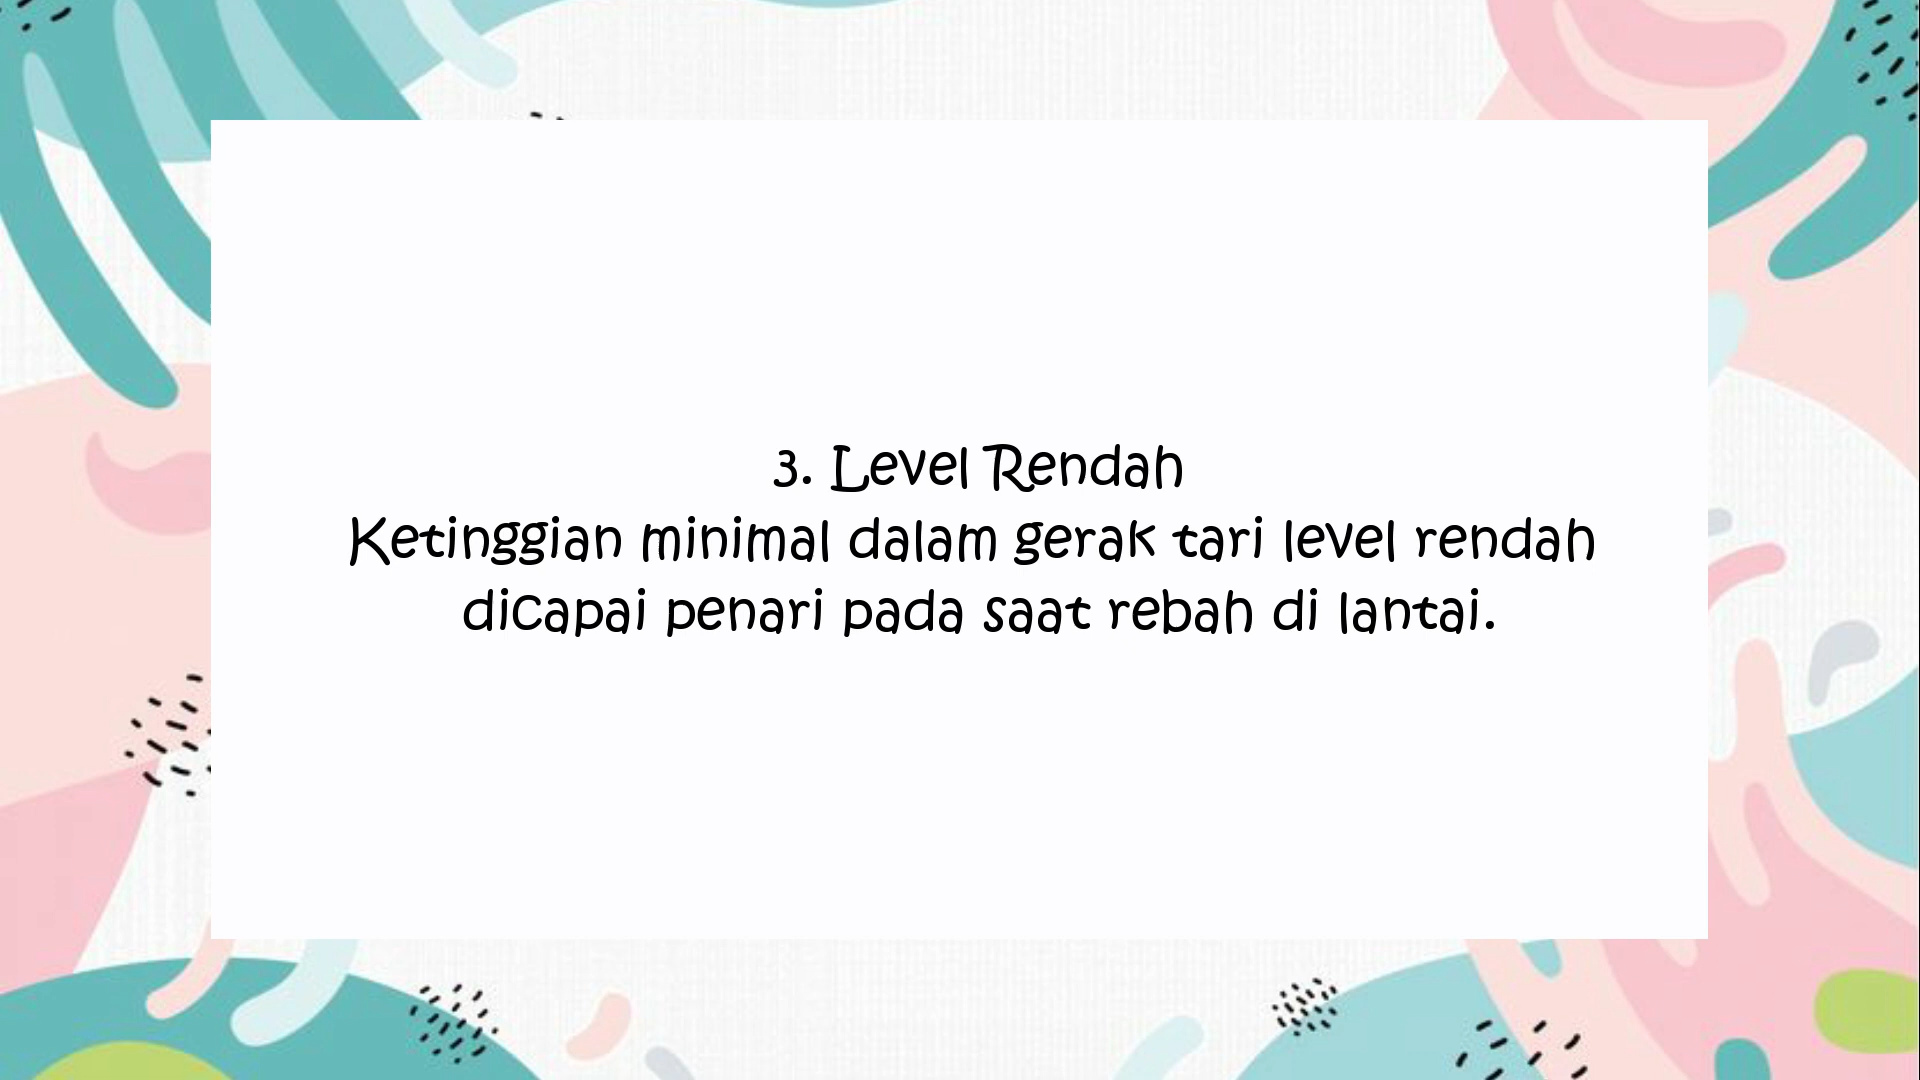 3. Level Rendah
Ketinggian minimal dalam gerak tari level rendah
dicapai penari pada saat rebah di lantai.